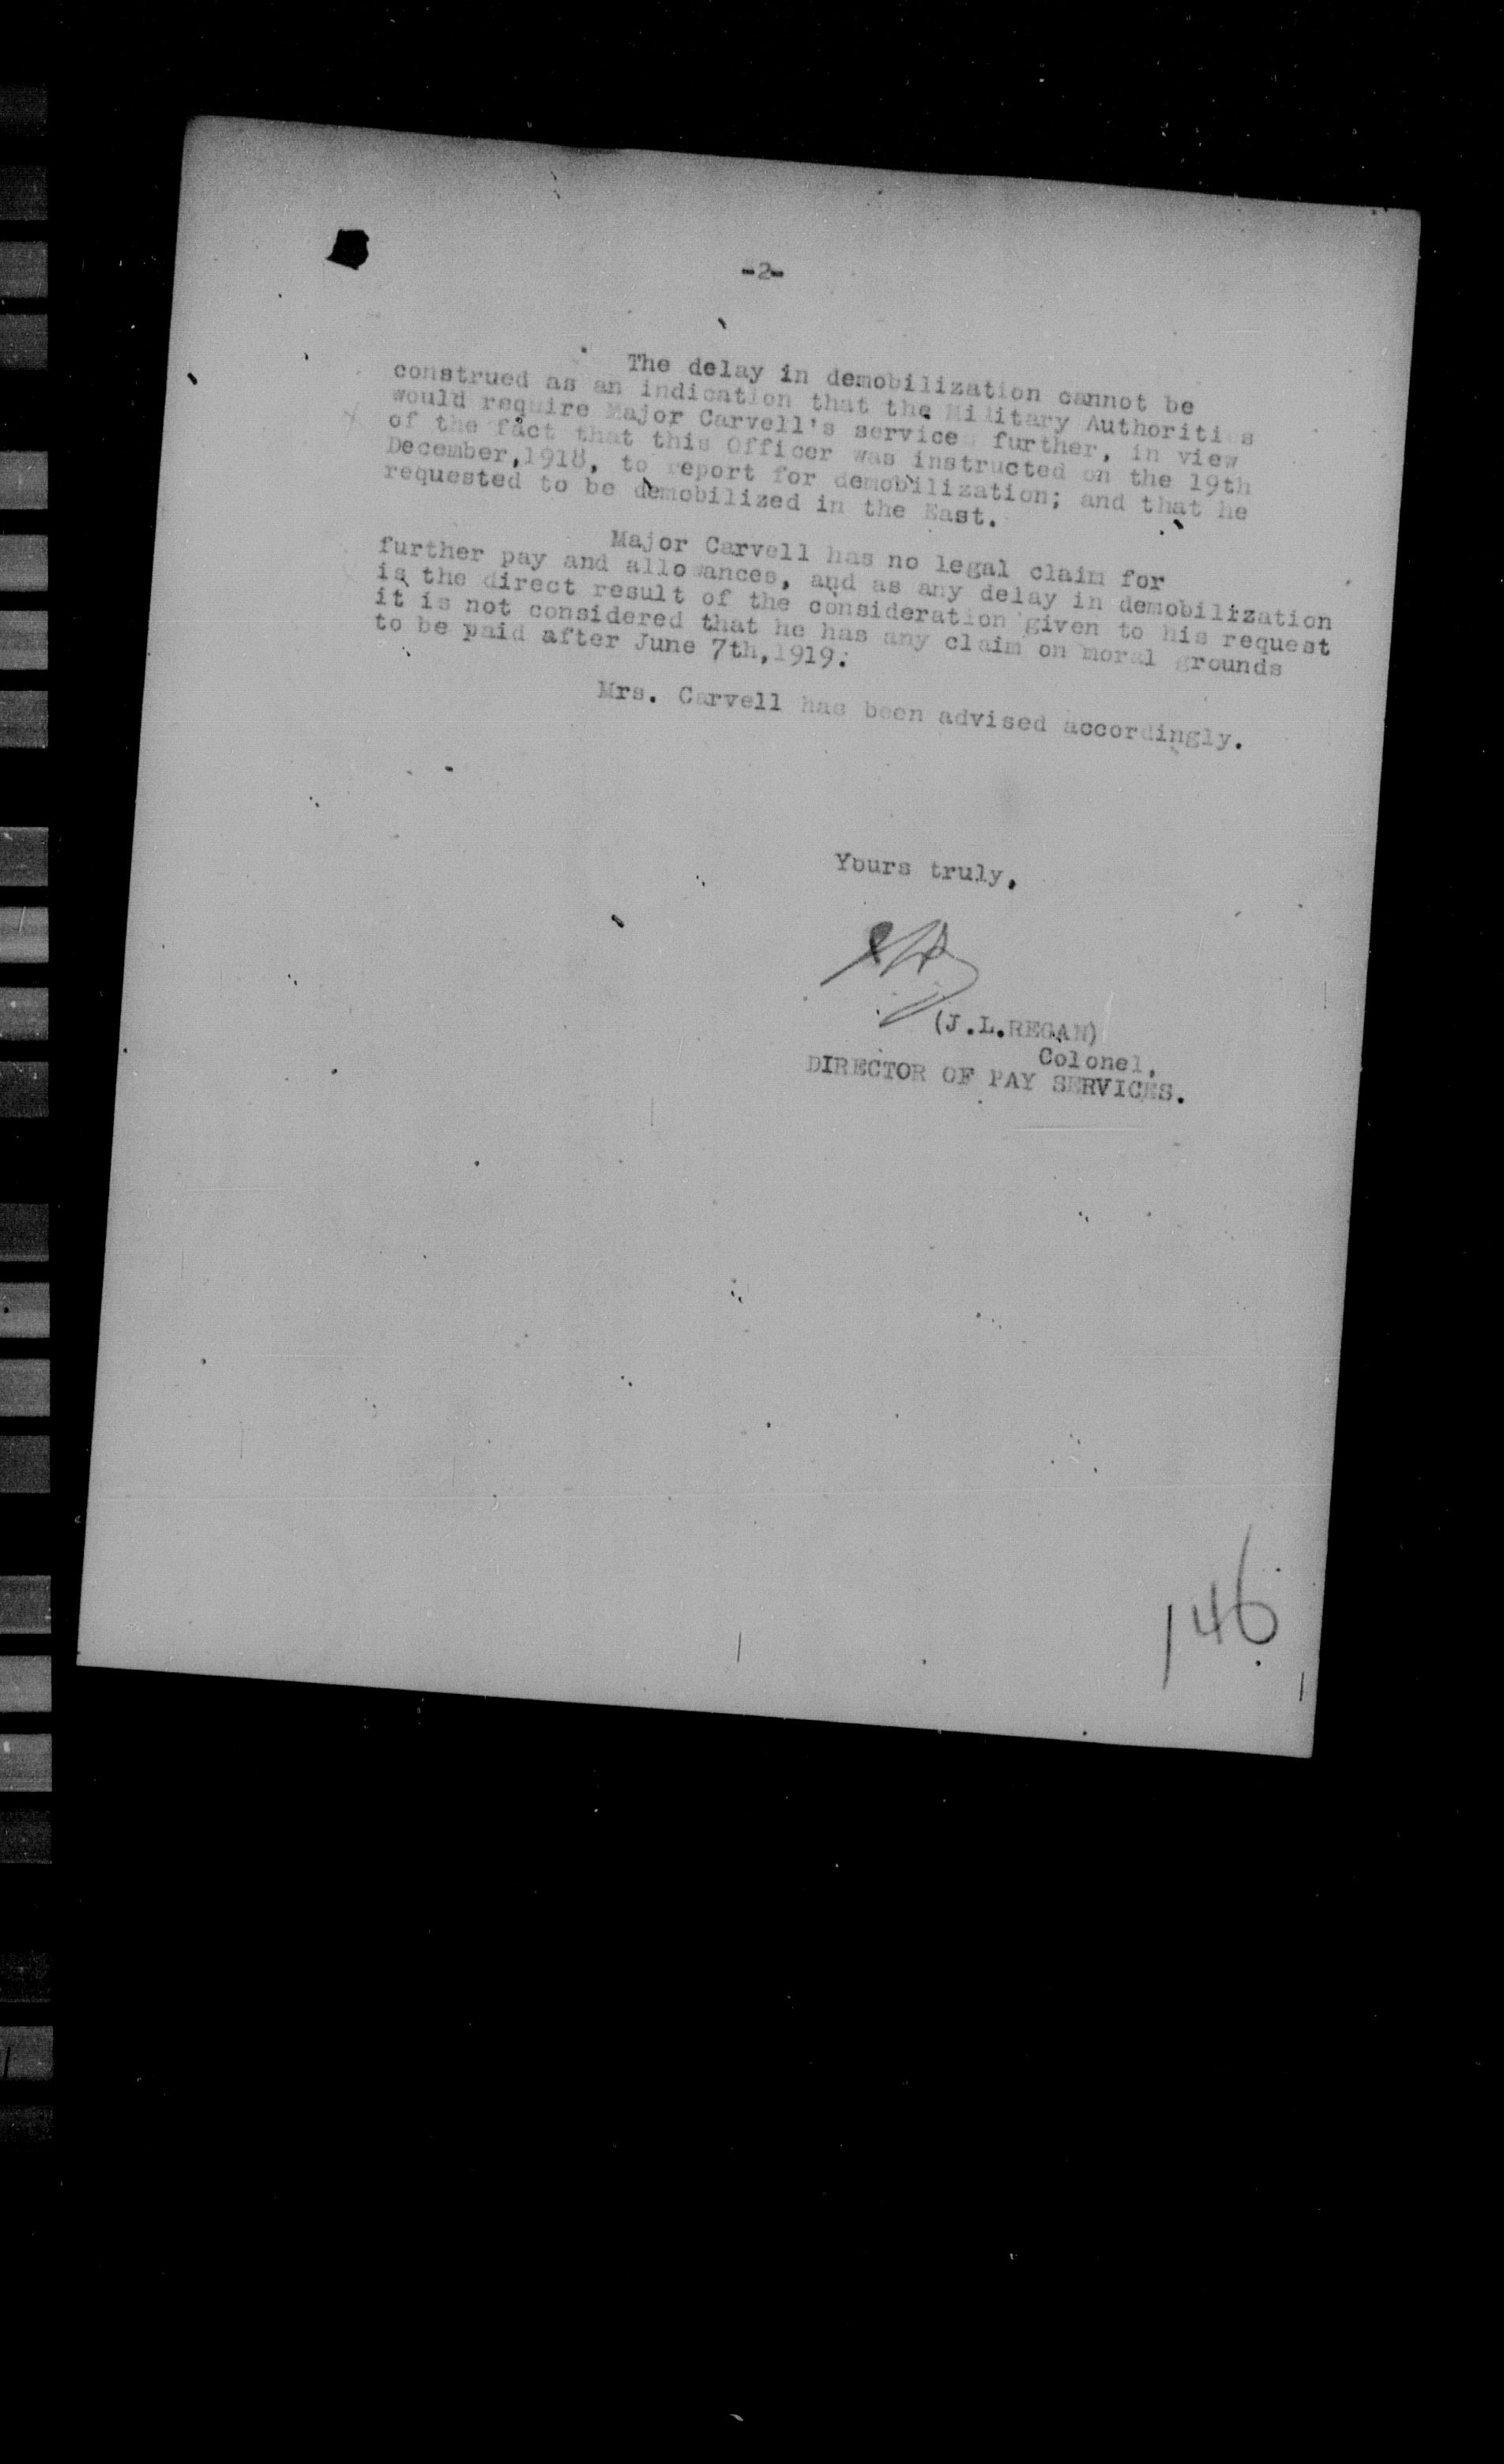 -2-
The delay in demobilization cannot be
construed as an indication that the Military Authorities
would require Major Carvell's services further, in view
of the fact that this Officer was instructed on the 19th
December,1918, to report for demobilization; and that he
requested to be demobilized in the East.
Major Carvell has no legal claim for
further pay and allowances, and as any delay in demobilization
is the direct result of the consideration given to his request
it is not considered that he has any claim on moral grounds
to be paid after June 7th,1919.
Mrs. Carvell has been advised accordingly.
Yours truly,
(J.L.REGAN)
Colonel,
DIRECTOR OF PAY SERVICES.
146